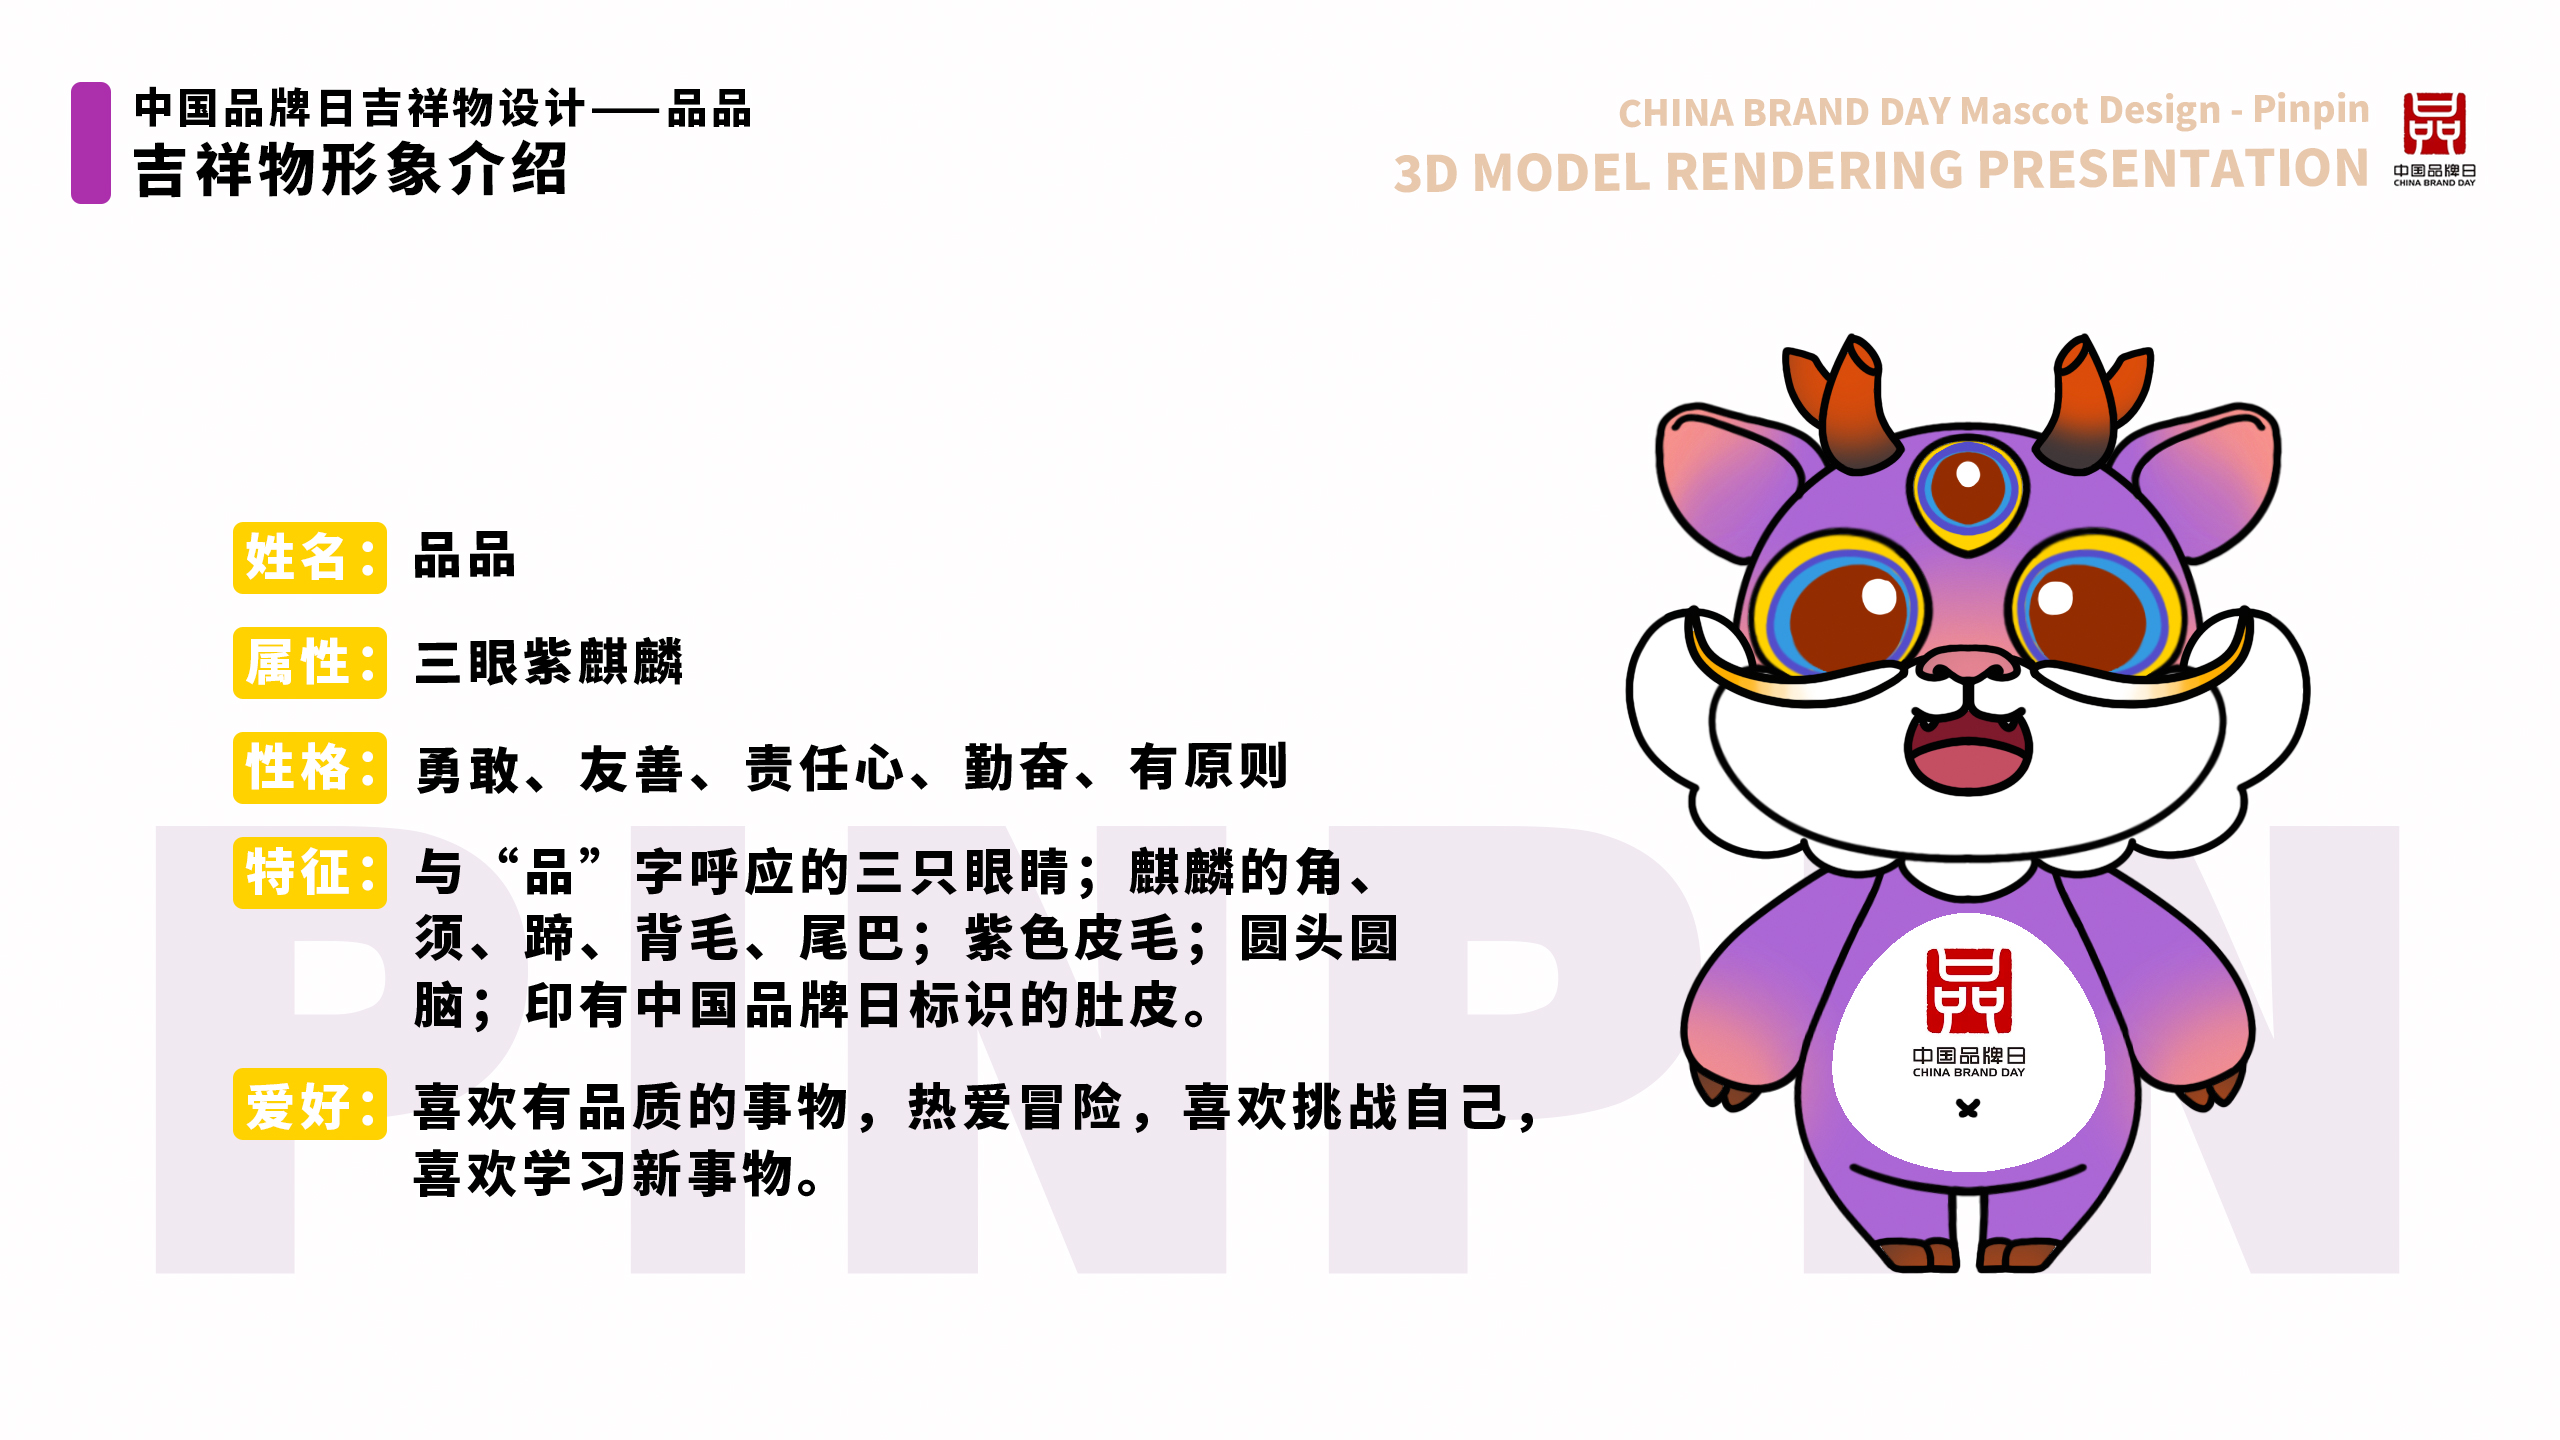 中国品牌日吉祥物设计——品品
吉祥物形象介绍
CHINA BRAND DAY Mascot Design - Pinpin
3D MODEL RENDERING PRESENTATION
品
中国品牌日
CHINA BRAND DAY
姓名：品品
属性：三眼紫麒麟
性格：勇敢、友善、责任心、勤奋、有原则
特征：与“品”字呼应的三只眼睛；麒麟的角、
须、蹄、背毛、尾巴；紫色皮毛；圆头圆
脑；印有中国品牌日标识的肚皮。
爱好：喜欢有品质的事物，热爱冒险，喜欢挑战自己，
喜欢学习新事物。
品
中国品牌日
CHINA BRAND DAY
PINPIN